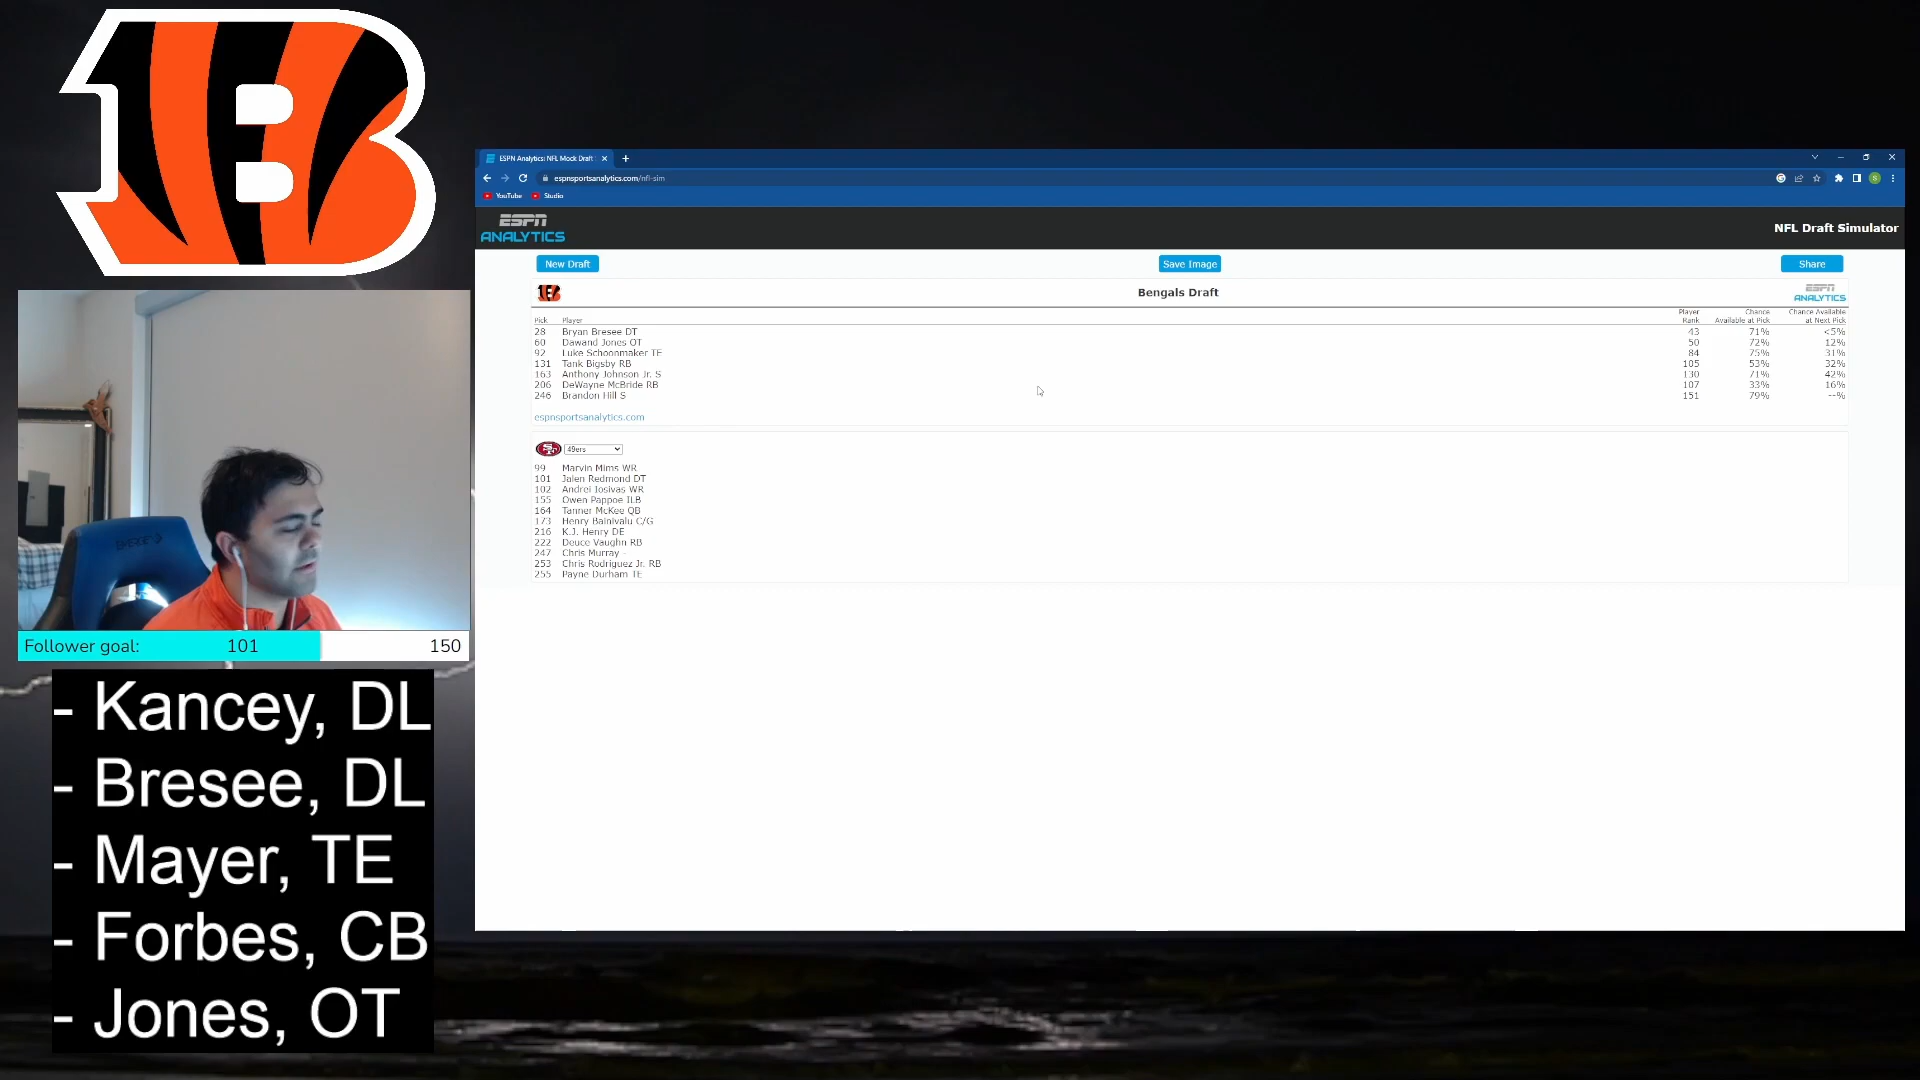 ESPN Analytics: NFL Mock Draft
espnsportsanalytics.com/nfl-sim
YouTube Studio
ESPN
ANALYTICS
NFL Draft Simulator
New Draft Save Image Share
Bengals Draft
ESPN
ANALYTICS
Pick Player Player Rank Chance Available at Pick Chance Available at Next Pick
28 Bryan Bresee DT 43 71% <5%
60 Dawand Jones OT 50 72% 12%
92 Luke Schoonmaker TE 84 75% 31%
131 Tank Bigsby RB 105 53% 32%
163 Anthony Johnson Jr. S 130 71% 42%
206 DeWayne McBride RB 107 33% 16%
246 Brandon Hill S 151 79% --%
espnsportsanalytics.com
49ers
99 Marvin Mims WR
101 Jalen Redmond DT
102 Andrei Iosivas WR
155 Owen Pappoe ILB
164 Tanner McKee QB
173 Henry Bainivalu C/G
216 K.J. Henry DE
222 Deuce Vaughn RB
247 Chris Murray -
253 Chris Rodriguez Jr. RB
255 Payne Durham TE
Follower goal: 101 150
- Kancey, DL
- Bresee, DL
- Mayer, TE
- Forbes, CB
- Jones, OT